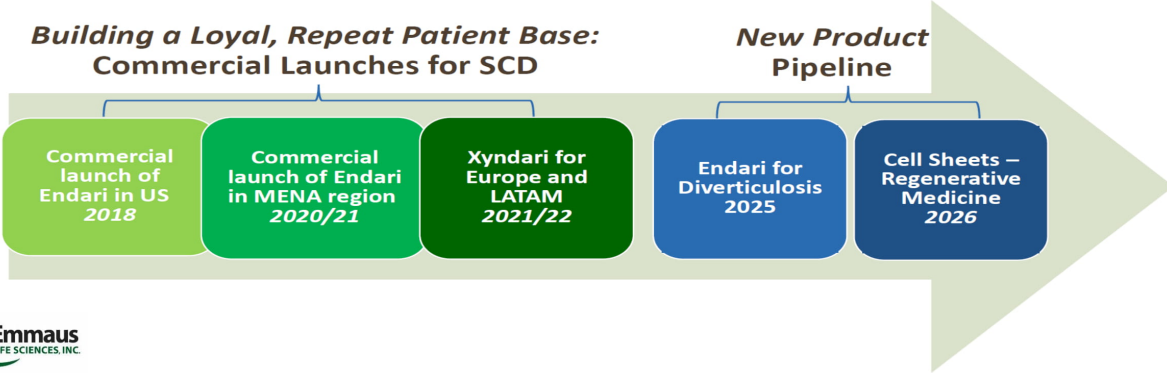 Building a Loyal, Repeat Patient Base:
Commercial Launches for SCD
New Product
Pipeline
Commercial
launch of
Endari in US
2018
Commercial
launch of Endari
in MENA region
2020/21
Xyndari for
Europe and
LATAM
2021/22
Endari for
Diverticulosis
2025
Cell Sheets –
Regenerative
Medicine
2026
Emmaus
FE SCIENCES, INC.